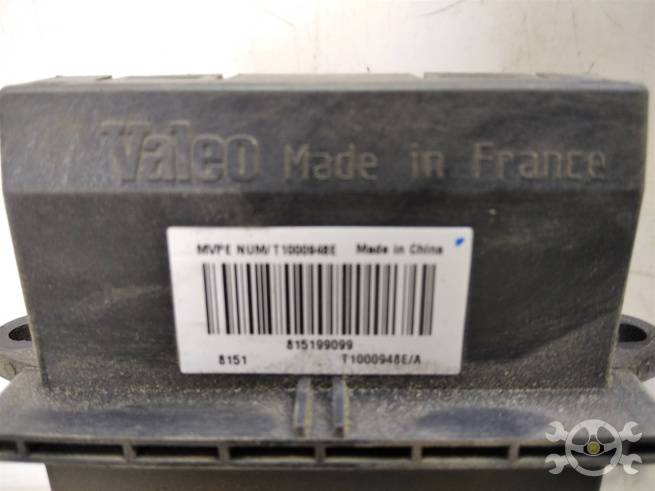 Valeo Made in France
MVPE NUM/T1000948E Made in China
815199099
8151 T1000948E/A